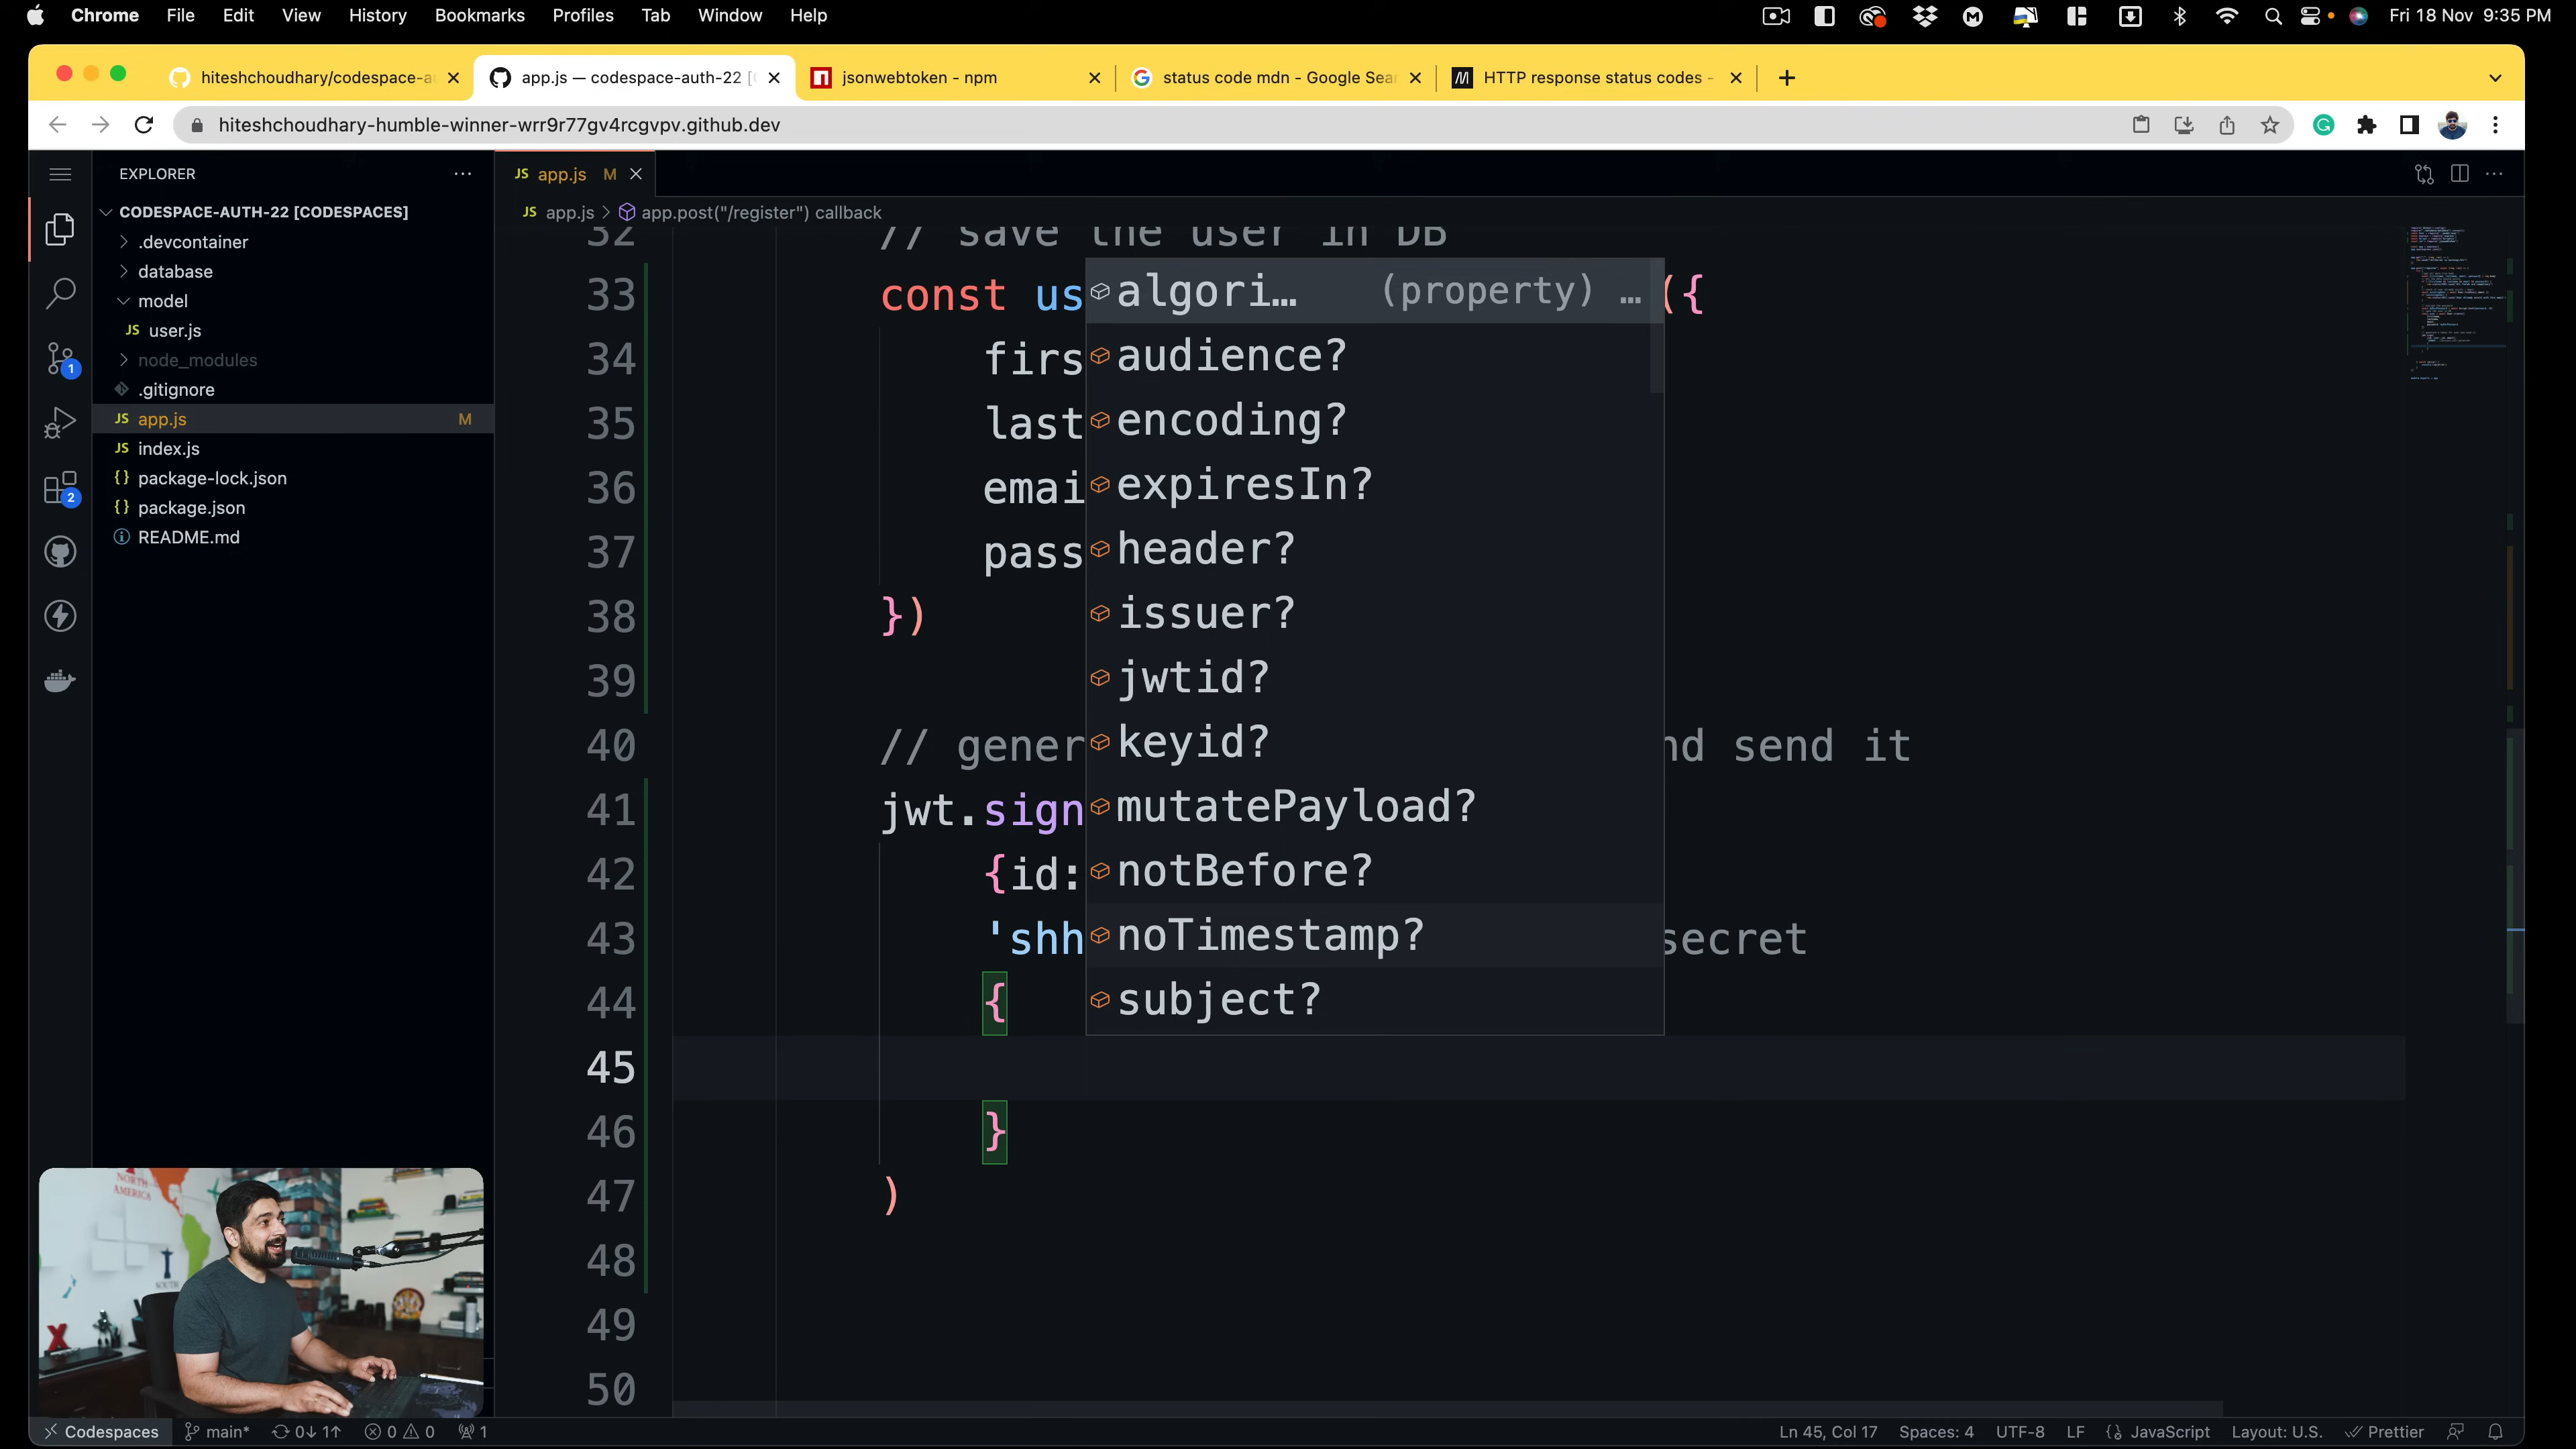 Chrome File Edit View History Bookmarks Profiles Tab Window Help Fri 18 Nov 9:35 PM
hiteshchoudhary/codespace-a app.js — codespace-auth-22 [ jsonwebtoken - npm status code mdn - Google Sea HTTP response status codes -
hiteshchoudhary-humble-winner-wrr9r77gv4rcgvpv.github.dev
EXPLORER
JS app.js M
CODESPACE-AUTH-22 [CODESPACES]
JS app.js > app.post("/register") callback
.devcontainer
database
model
JS user.js
node_modules
.gitignore
JS app.js M
JS index.js
{} package-lock.json
{} package.json
README.md
1
2
32 // save the user in DB
33 const us ({
34 firs
35 last
36 emai
37 pass
38 })
39
40 // gener nd send it
41 jwt.sign
42 {id:
43 'shh secret
44 {
45
46 }
47 )
48
49
50
algori… (property) …
audience?
encoding?
expiresIn?
header?
issuer?
jwtid?
keyid?
mutatePayload?
notBefore?
noTimestamp?
subject?
NORTH
AMERICA
SOUTH
Codespaces main* 0↓ 1↑ 0 0 1 Ln 45, Col 17 Spaces: 4 UTF-8 LF JavaScript Layout: U.S. Prettier